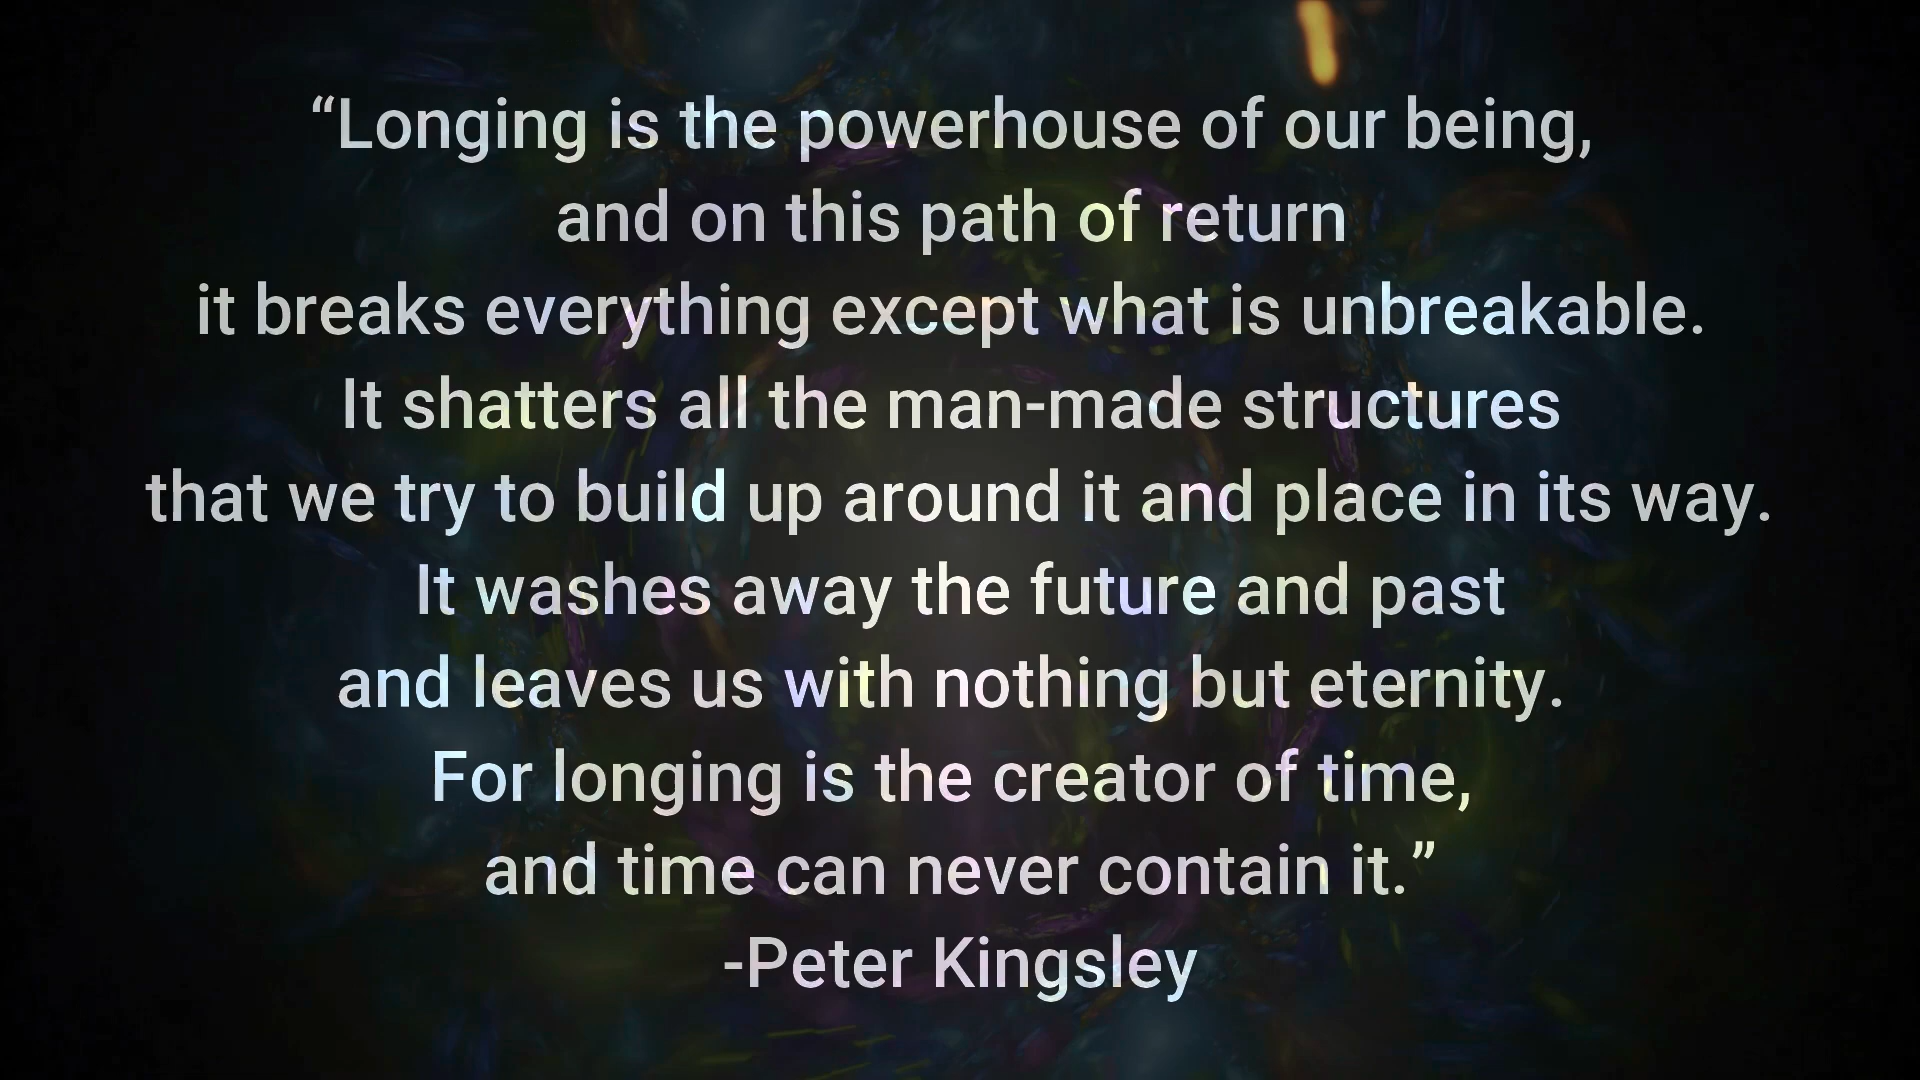 “Longing is the powerhouse of our being,
and on this path of return
it breaks everything except what is unbreakable.
It shatters all the man-made structures
that we try to build up around it and place in its way.
It washes away the future and past
and leaves us with nothing but eternity.
For longing is the creator of time,
and time can never contain it.”
-Peter Kingsley